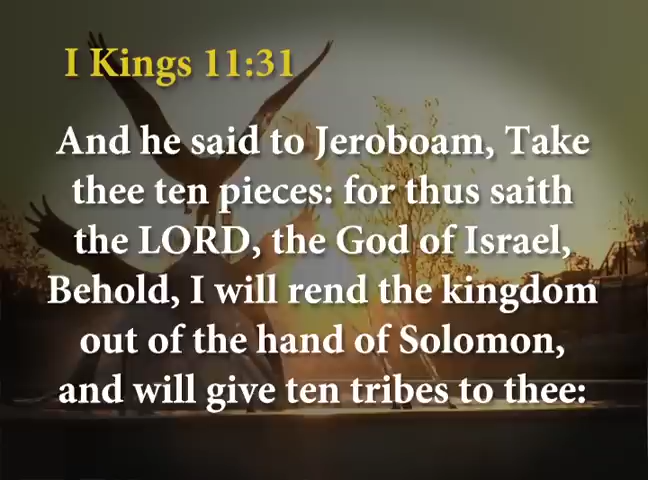 I Kings 11:31
And he said to Jeroboam, Take
thee ten pieces: for thus saith
the LORD, the God of Israel,
Behold, I will rend the kingdom
out of the hand of Solomon,
and will give ten tribes to thee: